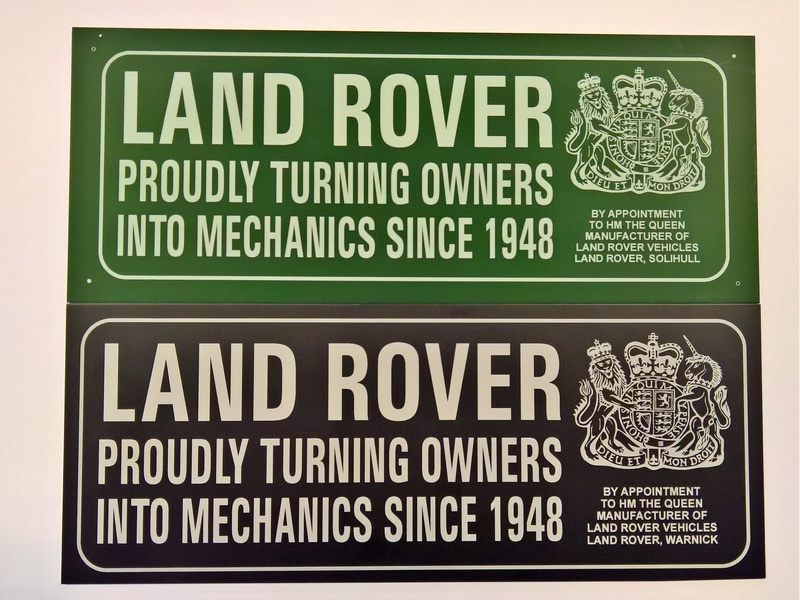 LAND ROVER
PROUDLY TURNING OWNERS
INTO MECHANICS SINCE 1948
DIEU ET MON DROIT
BY APPOINTMENT
TO HM THE QUEEN
MANUFACTURER OF
LAND ROVER VEHICLES
LAND ROVER, SOLIHULL
LAND ROVER
PROUDLY TURNING OWNERS
INTO MECHANICS SINCE 1948
DIEU ET MON DROIT
BY APPOINTMENT
TO HM THE QUEEN
MANUFACTURER OF
LAND ROVER VEHICLES
LAND ROVER, WARNICK